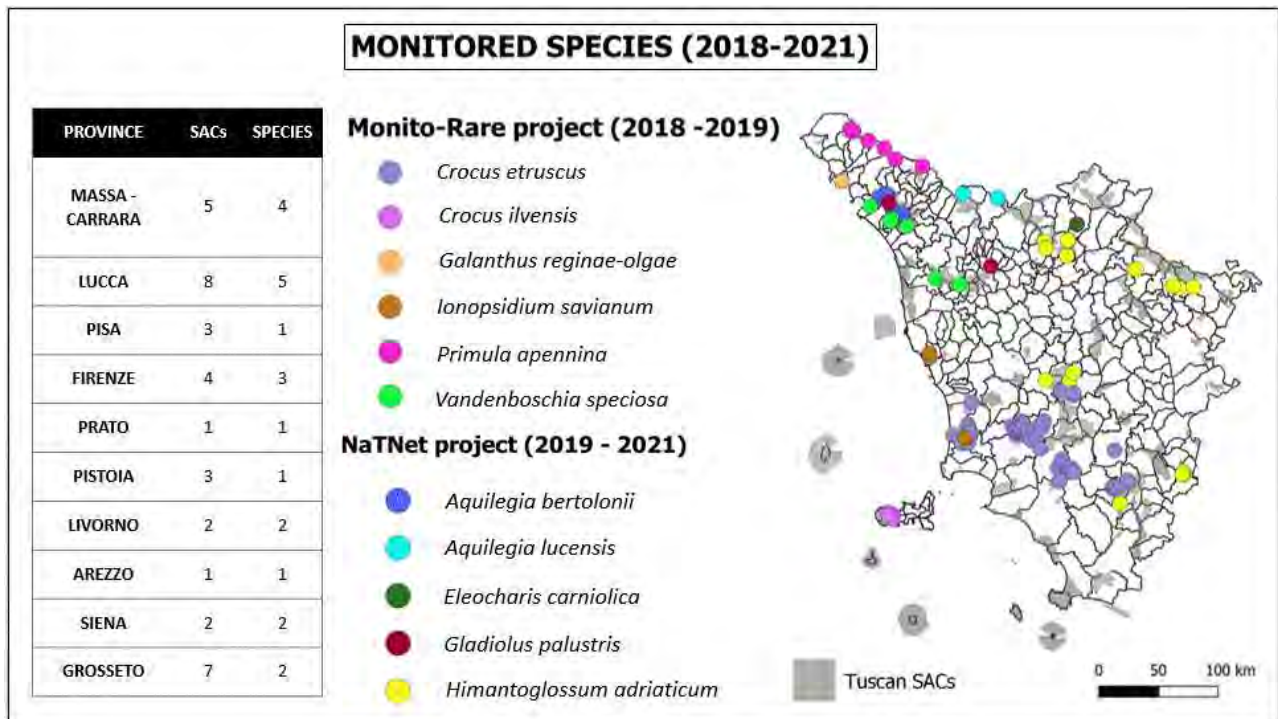 MONITORED SPECIES (2018-2021)
PROVINCE SACs SPECIES
MASSA -
CARRARA 5 4
LUCCA 8 5
PISA 3 1
FIRENZE 4 3
PRATO 1 1
PISTOIA 3 1
LIVORNO 2 2
AREZZO 1 1
SIENA 2 2
GROSSETO 7 2
Monito-Rare project (2018 -2019)
Crocus etruscus
Crocus ilvensis
Galanthus reginae-olgae
Ionopsidium savianum
Primula apennina
Vandenboschia speciosa
NaTNet project (2019 - 2021)
Aquilegia bertolonii
Aquilegia lucensis
Eleocharis carniolica
Gladiolus palustris
Himantoglossum adriaticum
Tuscan SACs
0 50 100 km